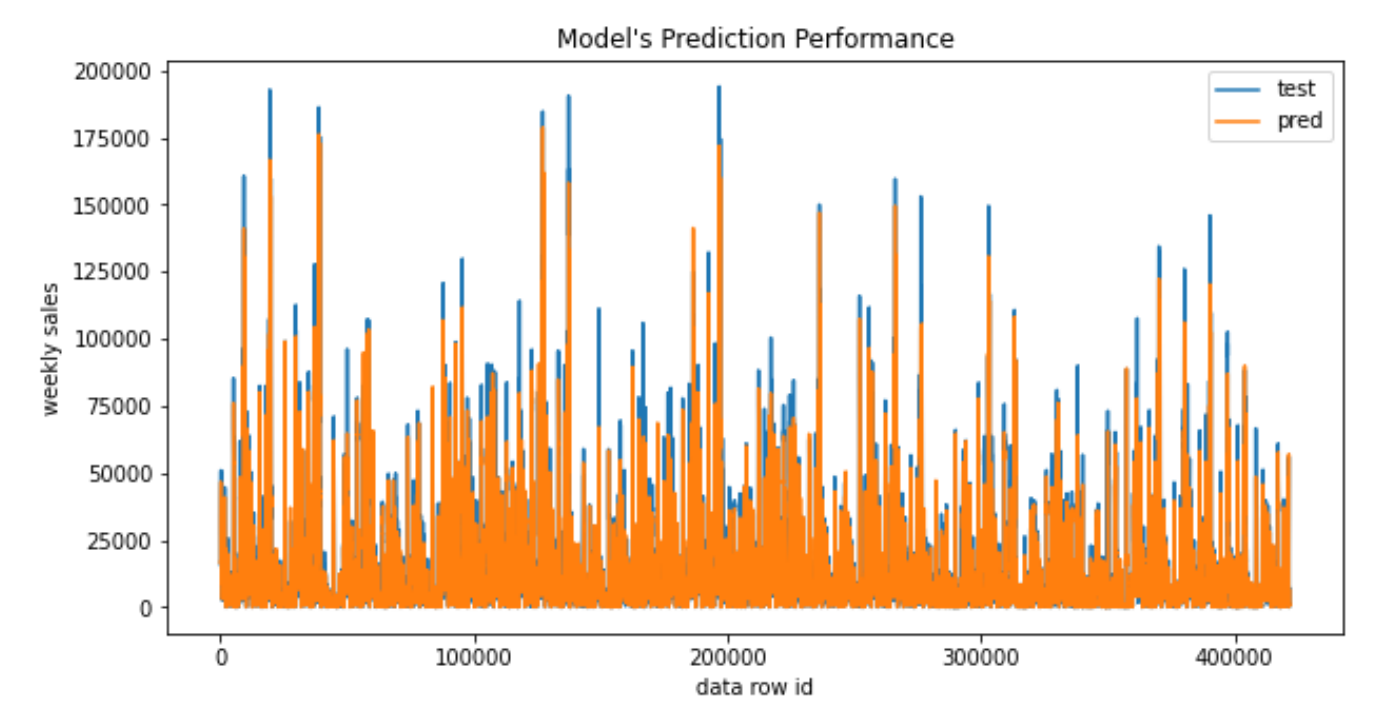 Model's Prediction Performance
200000
175000
150000
125000
100000
75000
50000
25000
0
weekly sales
test
pred
0 100000 200000 300000 400000
data row id